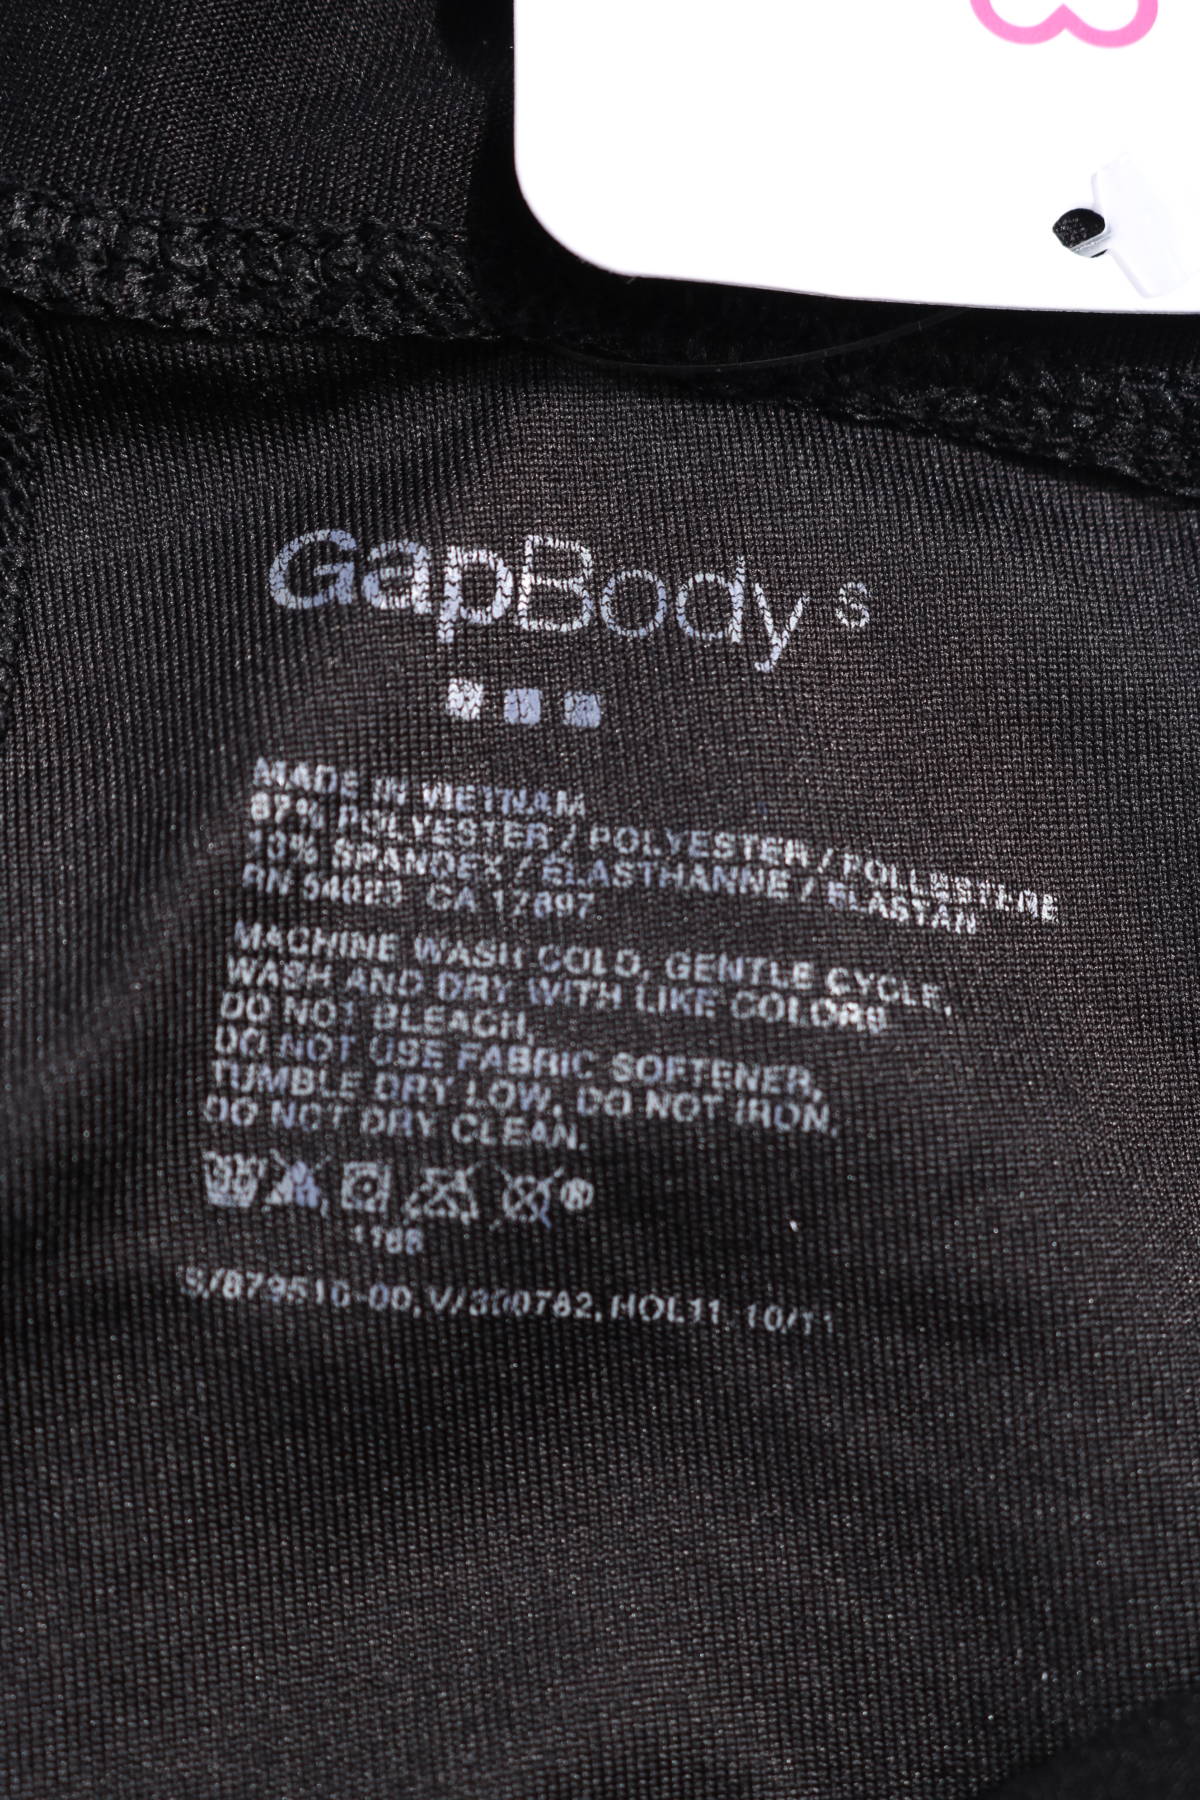 GapBody S
MADE IN VIETNAM
87% POLYESTER / POLYESTER / POLIESTERE
13% SPANDEX / ELASTHANNE / ELASTAN
RN 54023 CA 17897
MACHINE WASH COLD, GENTLE CYCLE,
WASH AND DRY WITH LIKE COLORS
DO NOT BLEACH,
DO NOT USE FABRIC SOFTENER,
TUMBLE DRY LOW, DO NOT IRON,
DO NOT DRY CLEAN.
®
S/879510-00, V/300782, HOL11, 10/11